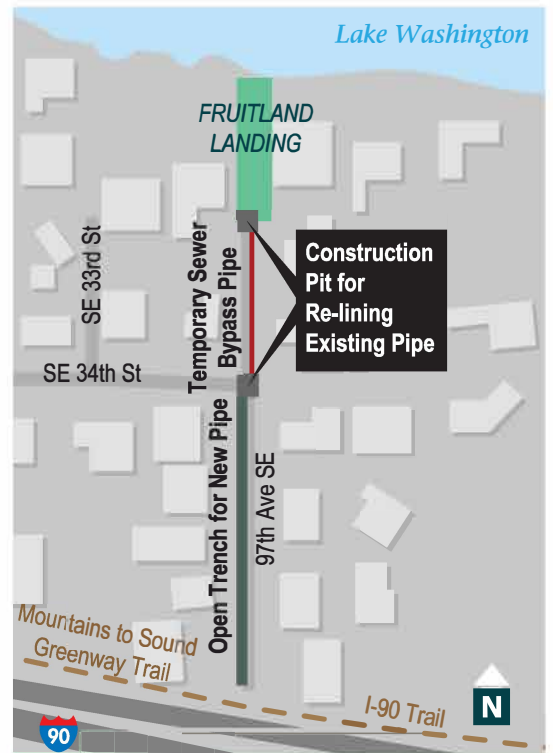 Lake Washington
FRUITLAND
LANDING
Construction
Pit for
Re-lining
Existing Pipe
Temporary Sewer
Bypass Pipe
SE 33rd St
SE 34th St
Open Trench for New Pipe
97th Ave SE
Mountains to Sound
Greenway Trail
I-90 Trail
N
90